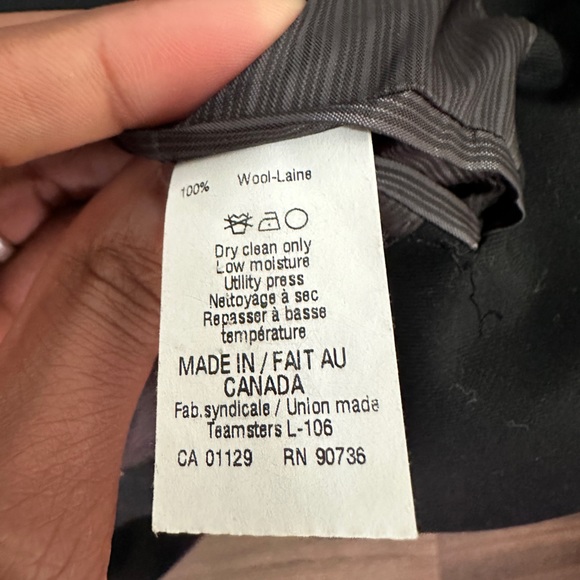 100% Wool-Laine
Dry clean only
Low moisture
Utility press
Nettoyage à sec
Repasser à basse
température
MADE IN / FAIT AU
CANADA
Fab.syndicale / Union made
Teamsters L-106
CA 01129 RN 90736